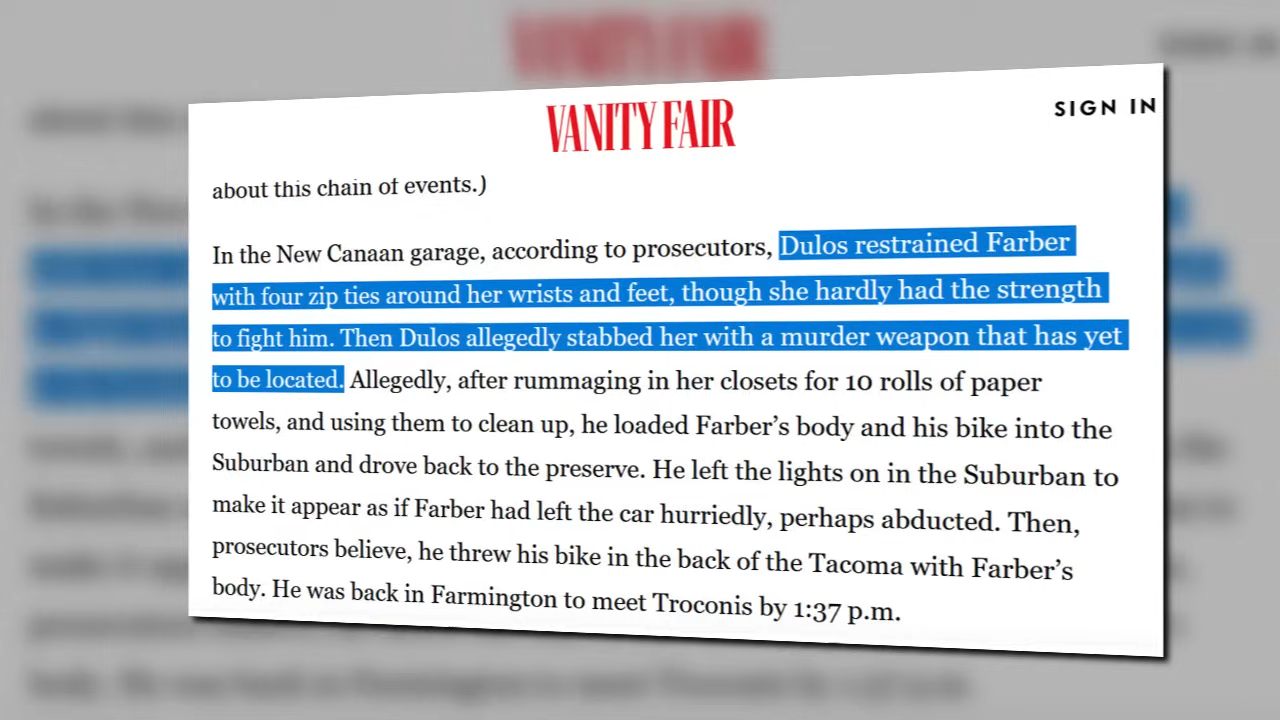 VANITY FAIR
SIGN IN
about this chain of events.)
In the New Canaan garage, according to prosecutors, Dulos restrained Farber
with four zip ties around her wrists and feet, though she hardly had the strength
to fight him. Then Dulos allegedly stabbed her with a murder weapon that has yet
to be located. Allegedly, after rummaging in her closets for 10 rolls of paper
towels, and using them to clean up, he loaded Farber’s body and his bike into the
Suburban and drove back to the preserve. He left the lights on in the Suburban to
make it appear as if Farber had left the car hurriedly, perhaps abducted. Then,
prosecutors believe, he threw his bike in the back of the Tacoma with Farber’s
body. He was back in Farmington to meet Troconis by 1:37 p.m.